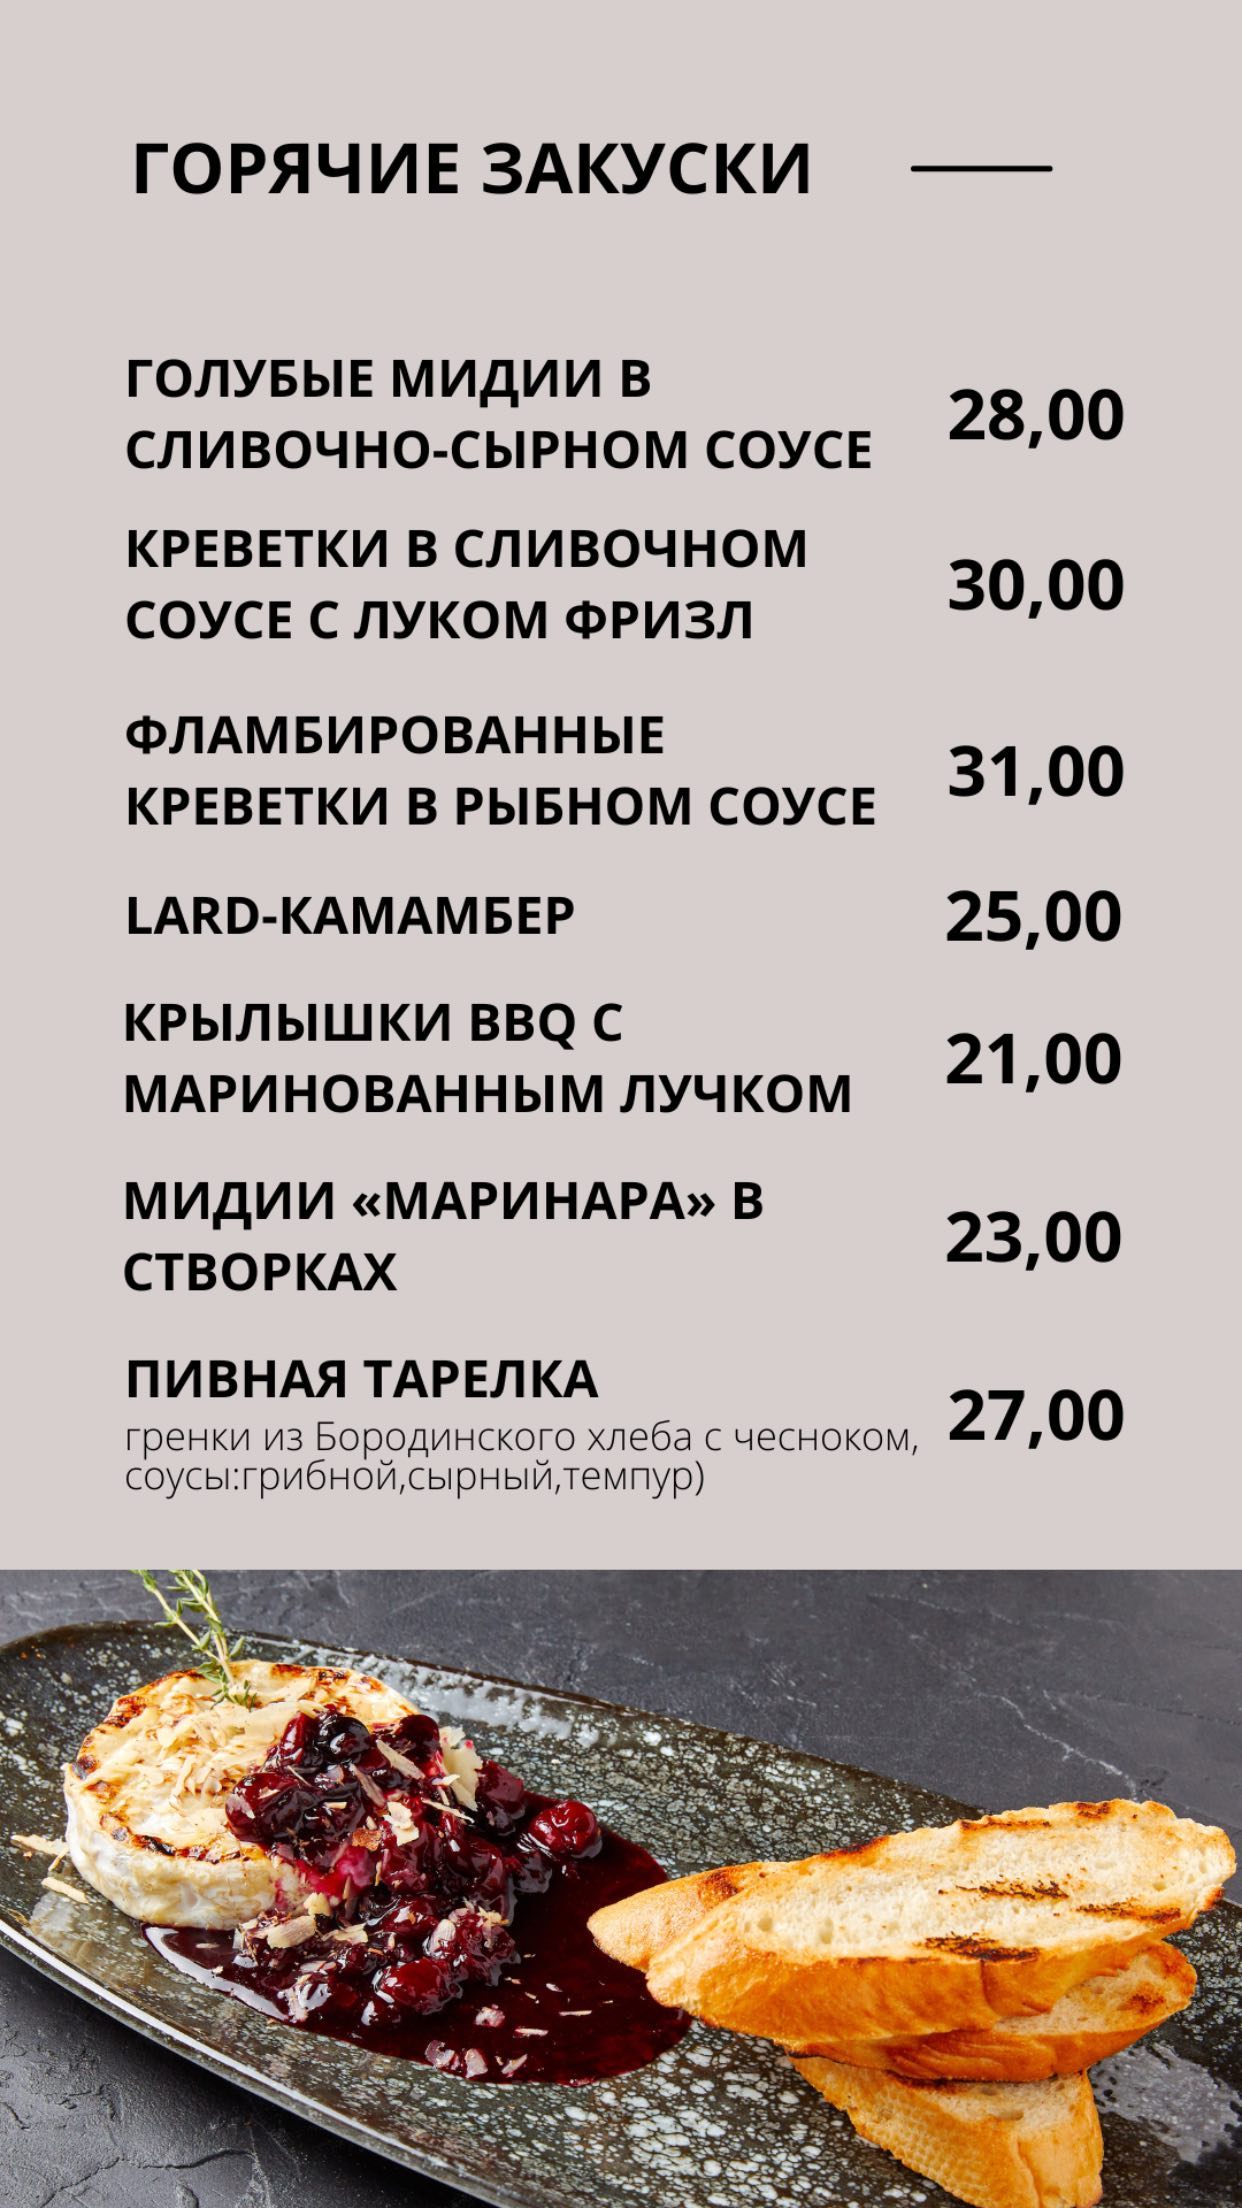 ГОРЯЧИЕ ЗАКУСКИ
ГОЛУБЫЕ МИДИИ В
СЛИВОЧНО-СЫРНОМ СОУСЕ
28,00
КРЕВЕТКИ В СЛИВОЧНОМ
СОУСЕ С ЛУКОМ ФРИЗЛ
30,00
ФЛАМБИРОВАННЫЕ
КРЕВЕТКИ В РЫБНОМ СОУСЕ
31,00
LARD-КАМАМБЕР
25,00
КРЫЛЫШКИ BBQ С
МАРИНОВАННЫМ ЛУЧКОМ
21,00
МИДИИ «МАРИНАРА» В
СТВОРКАХ
23,00
ПИВНАЯ ТАРЕЛКА
27,00
гренки из Бородинского хлеба с чесноком,
соусы:грибной,сырный,темпур)